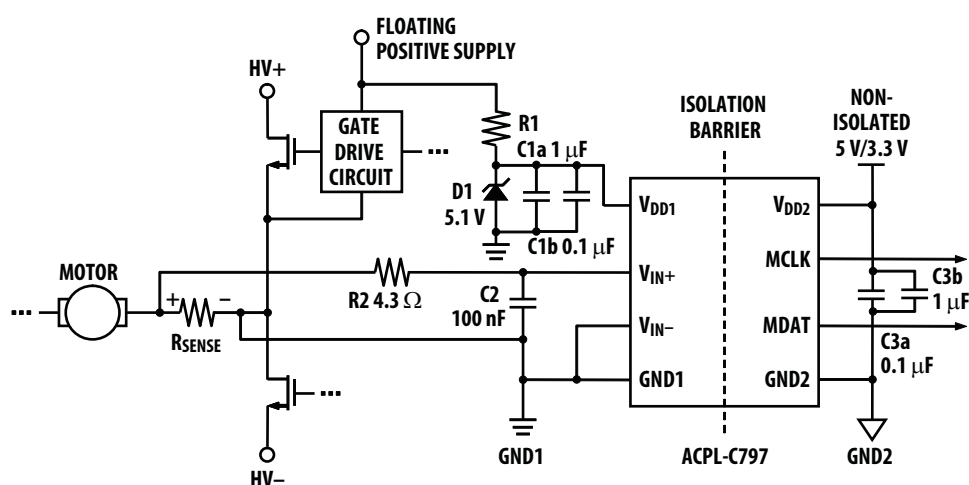 FLOATING
POSITIVE SUPPLY
HV+
GATE
DRIVE
CIRCUIT
R1
C1a 1 μF
D1
5.1 V
C1b 0.1 μF
ISOLATION
BARRIER
NON-
ISOLATED
5 V/3.3 V
VDD1
VDD2
MCLK
C3b
1 μF
MOTOR
R2 4.3 Ω
C2
100 nF
VIN+
+
−
RSENSE
VIN−
MDAT
C3a
0.1 μF
GND1
GND2
HV−
GND1
ACPL-C797
GND2